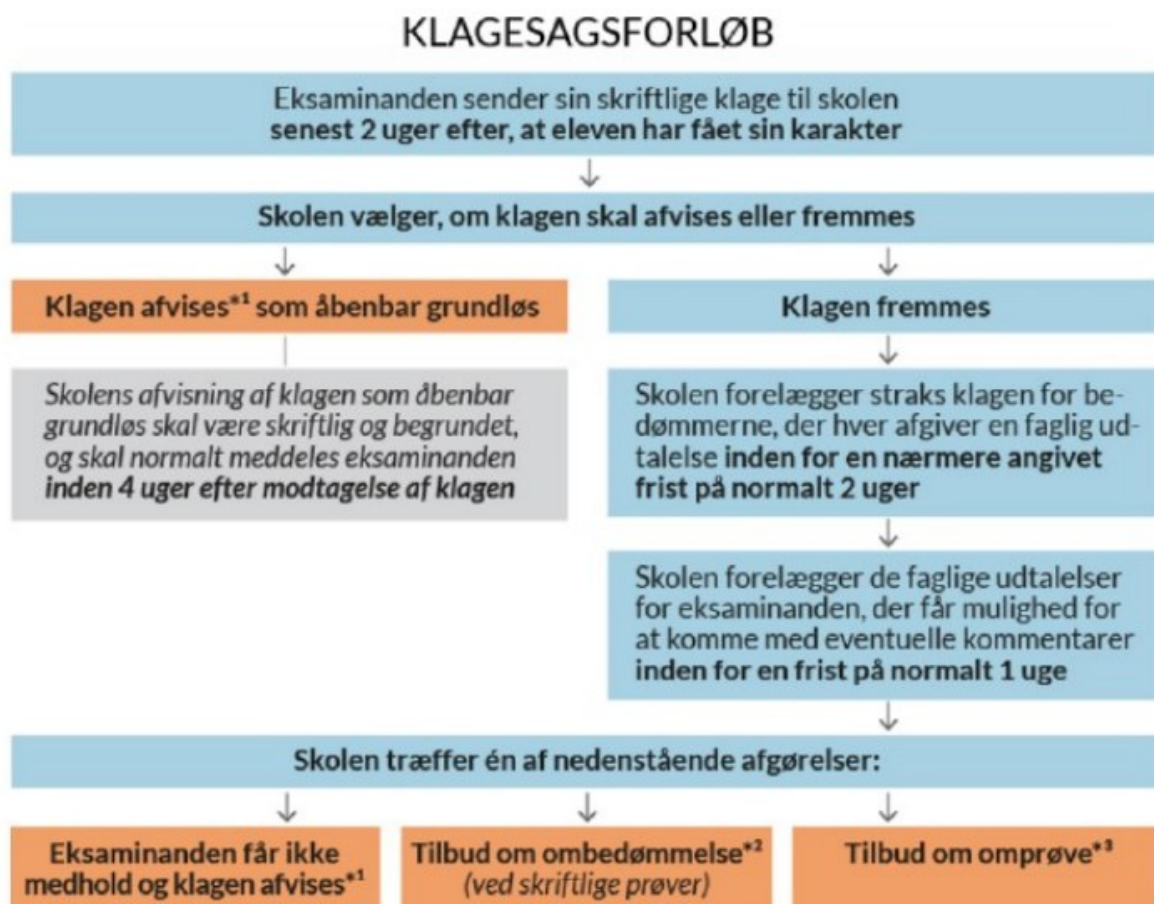 KLAGESAGSFORLØB
Eksaminanden sender sin skriftlige klage til skolen
senest 2 uger efter, at eleven har fået sin karakter
Skolen vælger, om klagen skal afvises eller fremmes
Klagen afvises*¹ som åbenbar grundløs
Klagen fremmes
Skolens afvisning af klagen som åbenbar
grundløs skal være skriftlig og begrundet,
og skal normalt meddeles eksaminanden
inden 4 uger efter modtagelse af klagen
Skolen forelægger straks klagen for be-
dømmerne, der hver afgiver en faglig ud-
talelse inden for en nærmere angivet
frist på normalt 2 uger
Skolen forelægger de faglige udtalelser
for eksaminanden, der får mulighed for
at komme med eventuelle kommentarer
inden for en frist på normalt 1 uge
Skolen træffer én af nedenstående afgørelser:
Eksaminanden får ikke
medhold og klagen afvises*¹
Tilbud om ombedømmelse*²
(ved skriftlige prøver)
Tilbud om omprøve*³